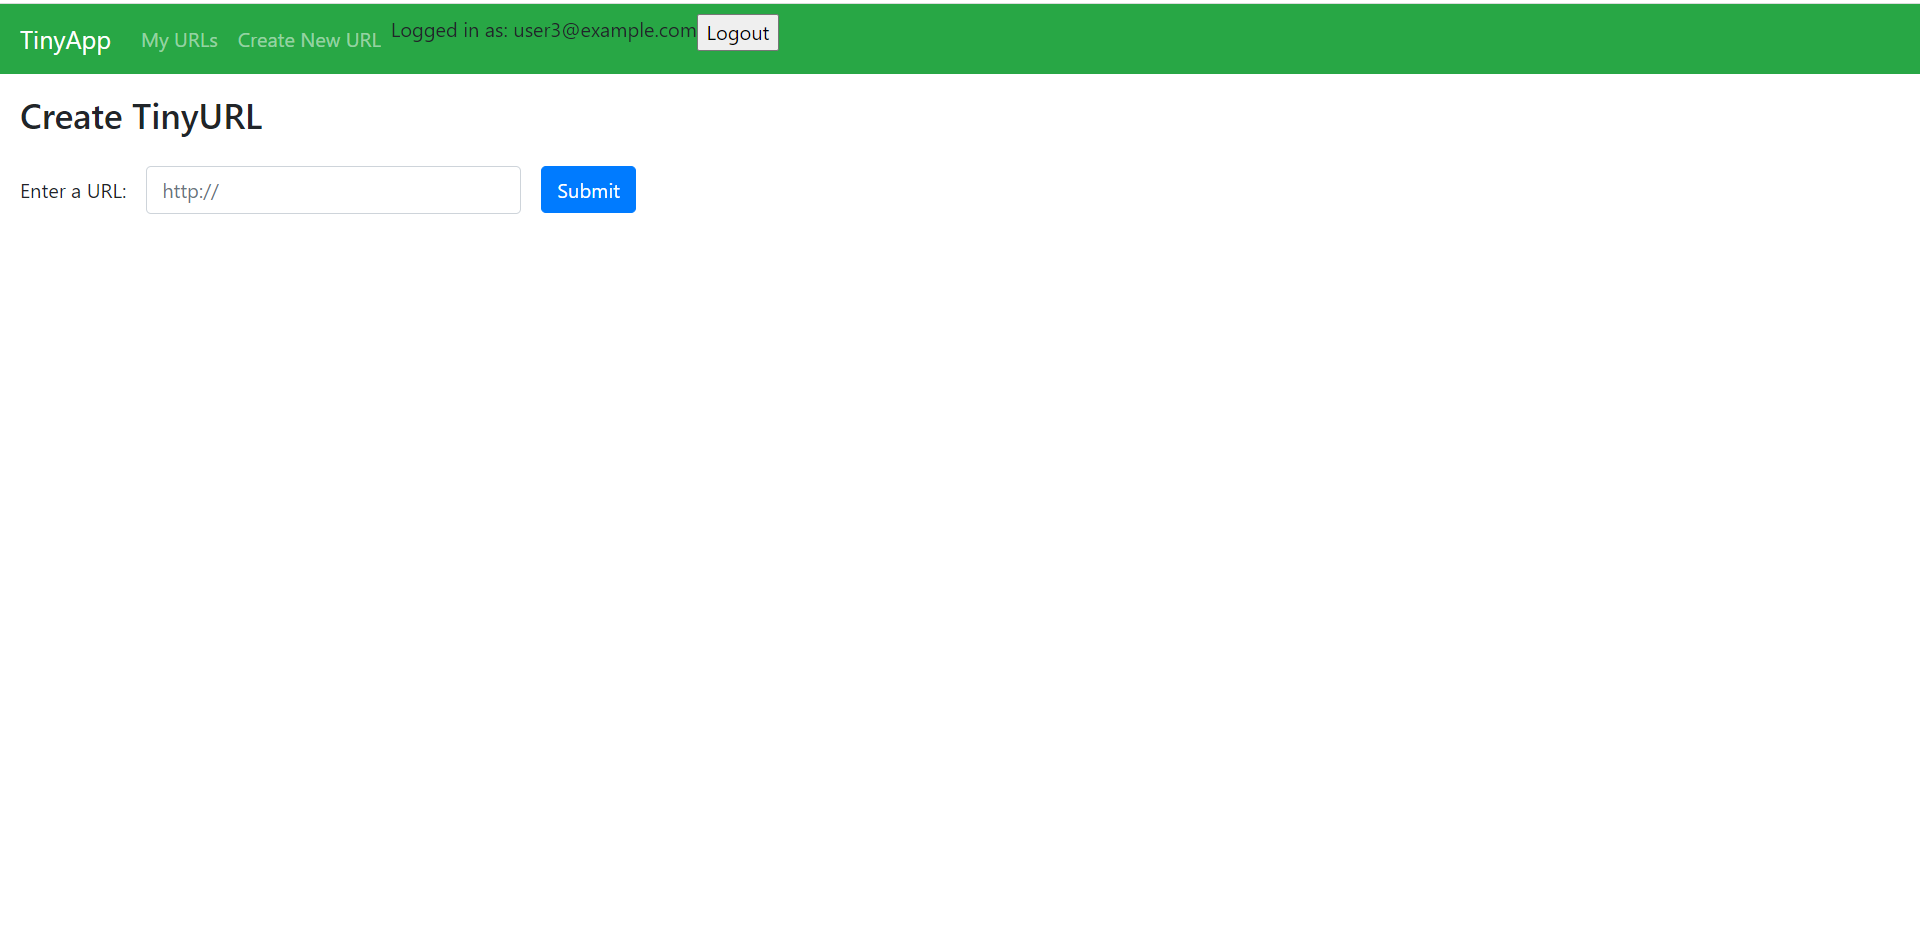 TinyApp My URLs Create New URL Logged in as: user3@example.com Logout
Create TinyURL
Enter a URL: http:// Submit